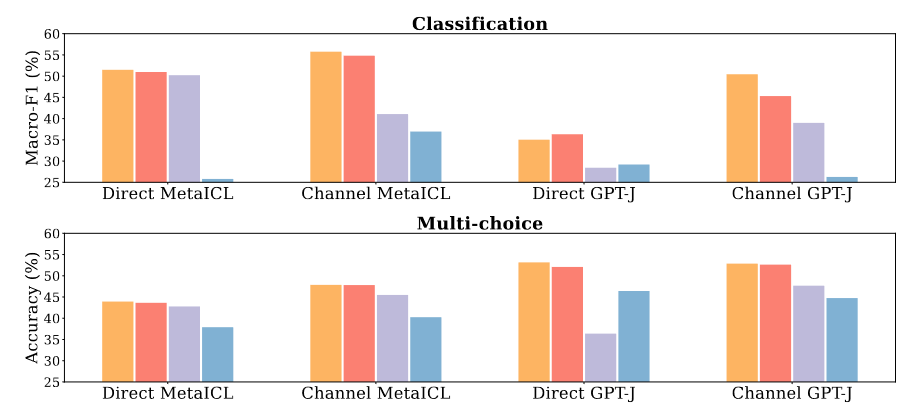 Classification
Macro-F1 (%)
60
55
50
45
40
35
30
25
Direct MetaICL
Channel MetaICL
Direct GPT-J
Channel GPT-J
Multi-choice
Accuracy (%)
60
55
50
45
40
35
30
25
Direct MetaICL
Channel MetaICL
Direct GPT-J
Channel GPT-J